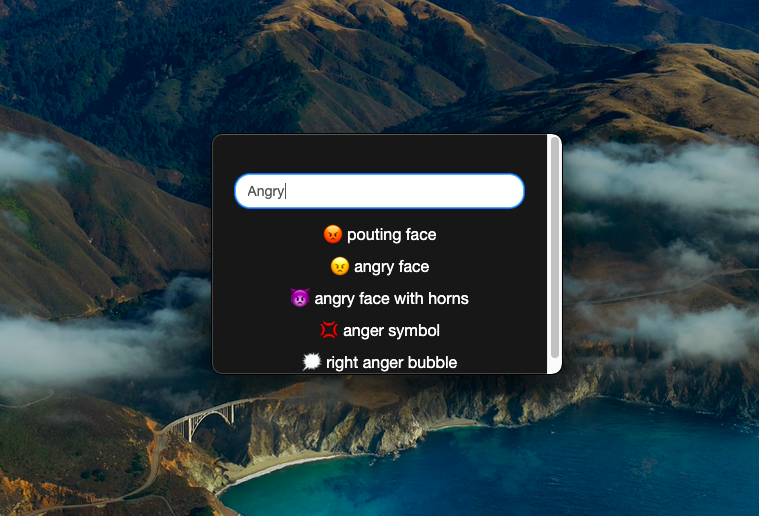 Angry
😡 pouting face
😠 angry face
👿 angry face with horns
💢 anger symbol
🗯 right anger bubble